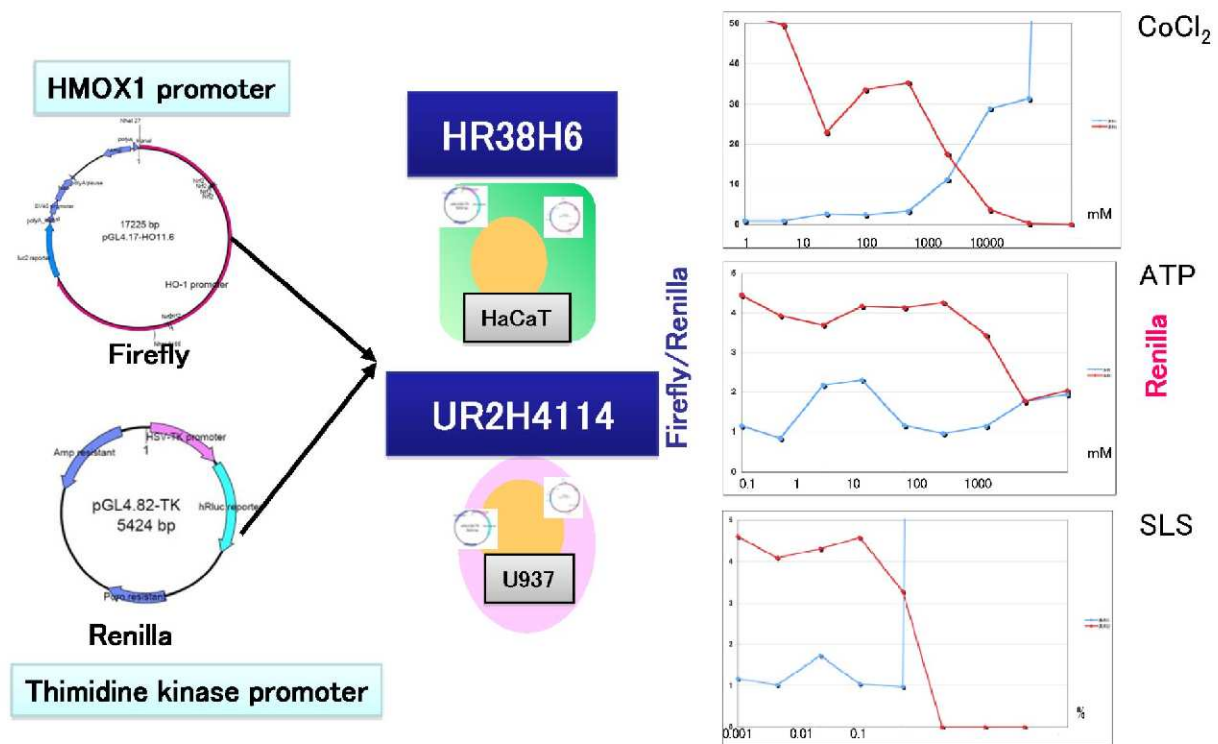 HMOX1 promoter
17225 bp
pGL4.17-HO11.6
HO-1 promoter
Firefly
HSV-TK promoter
1
Amp resistant
hRluc reporter
pGL4.82-TK
5424 bp
Puro resistant
Renilla
Thimidine kinase promoter
HR38H6
HaCaT
UR2H4114
U937
Firefly/Renilla
CoCl2
50
40
30
20
10
0
1 10 100 1000 10000
mM
ATP
Renilla
6
5
4
3
2
1
0
0.1 1 10 100 1000
mM
SLS
5
4
3
2
1
0
0.001 0.01 0.1
%